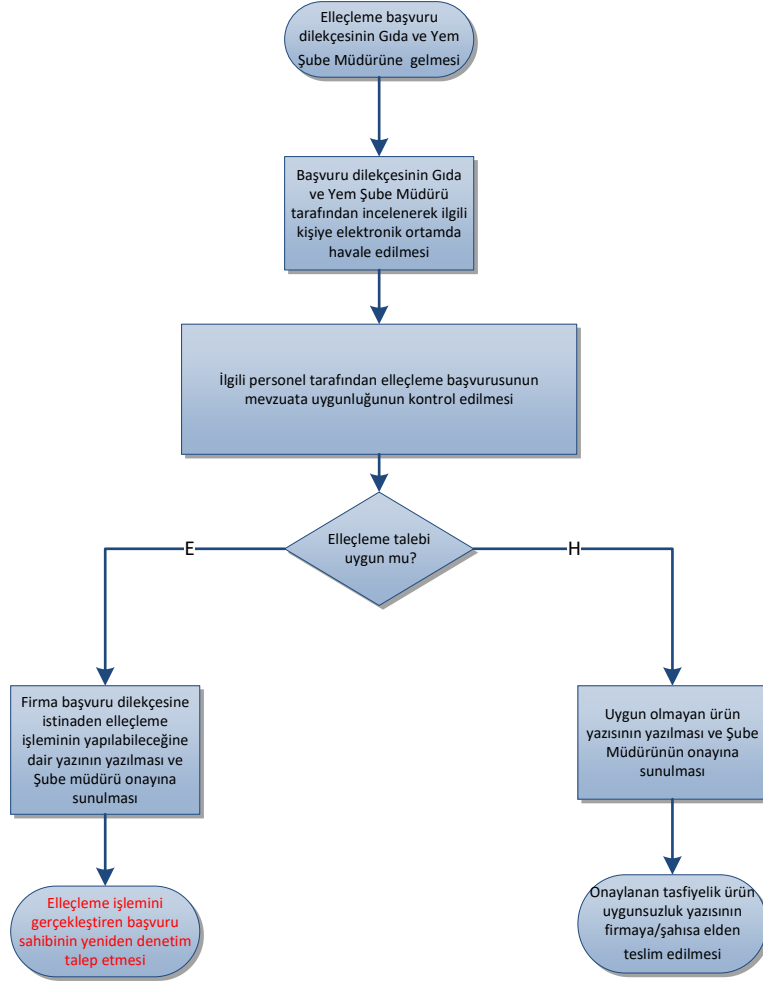 Elleçleme başvuru
dilekçesinin Gıda ve Yem
Şube Müdürüne gelmesi
Başvuru dilekçesinin Gıda
ve Yem Şube Müdürü
tarafından incelenerek ilgili
kişiye elektronik ortamda
havale edilmesi
İlgili personel tarafından elleçleme başvurusunun
mevzuata uygunluğunun kontrol edilmesi
Elleçleme talebi
uygun mu?
E
H
Firma başvuru dilekçesine
istinaden elleçleme
işleminin yapılabileceğine
dair yazının yazılması ve
Şube müdürü onayına
sunulması
Uygun olmayan ürün
yazısının yazılması ve Şube
Müdürünün onayına
sunulması
Elleçleme işlemini
gerçekleştiren başvuru
sahibinin yeniden denetim
talep etmesi
Onaylanan tasfiyelik ürün
uygunsuzluk yazısının
firmaya/şahısa elden
teslim edilmesi